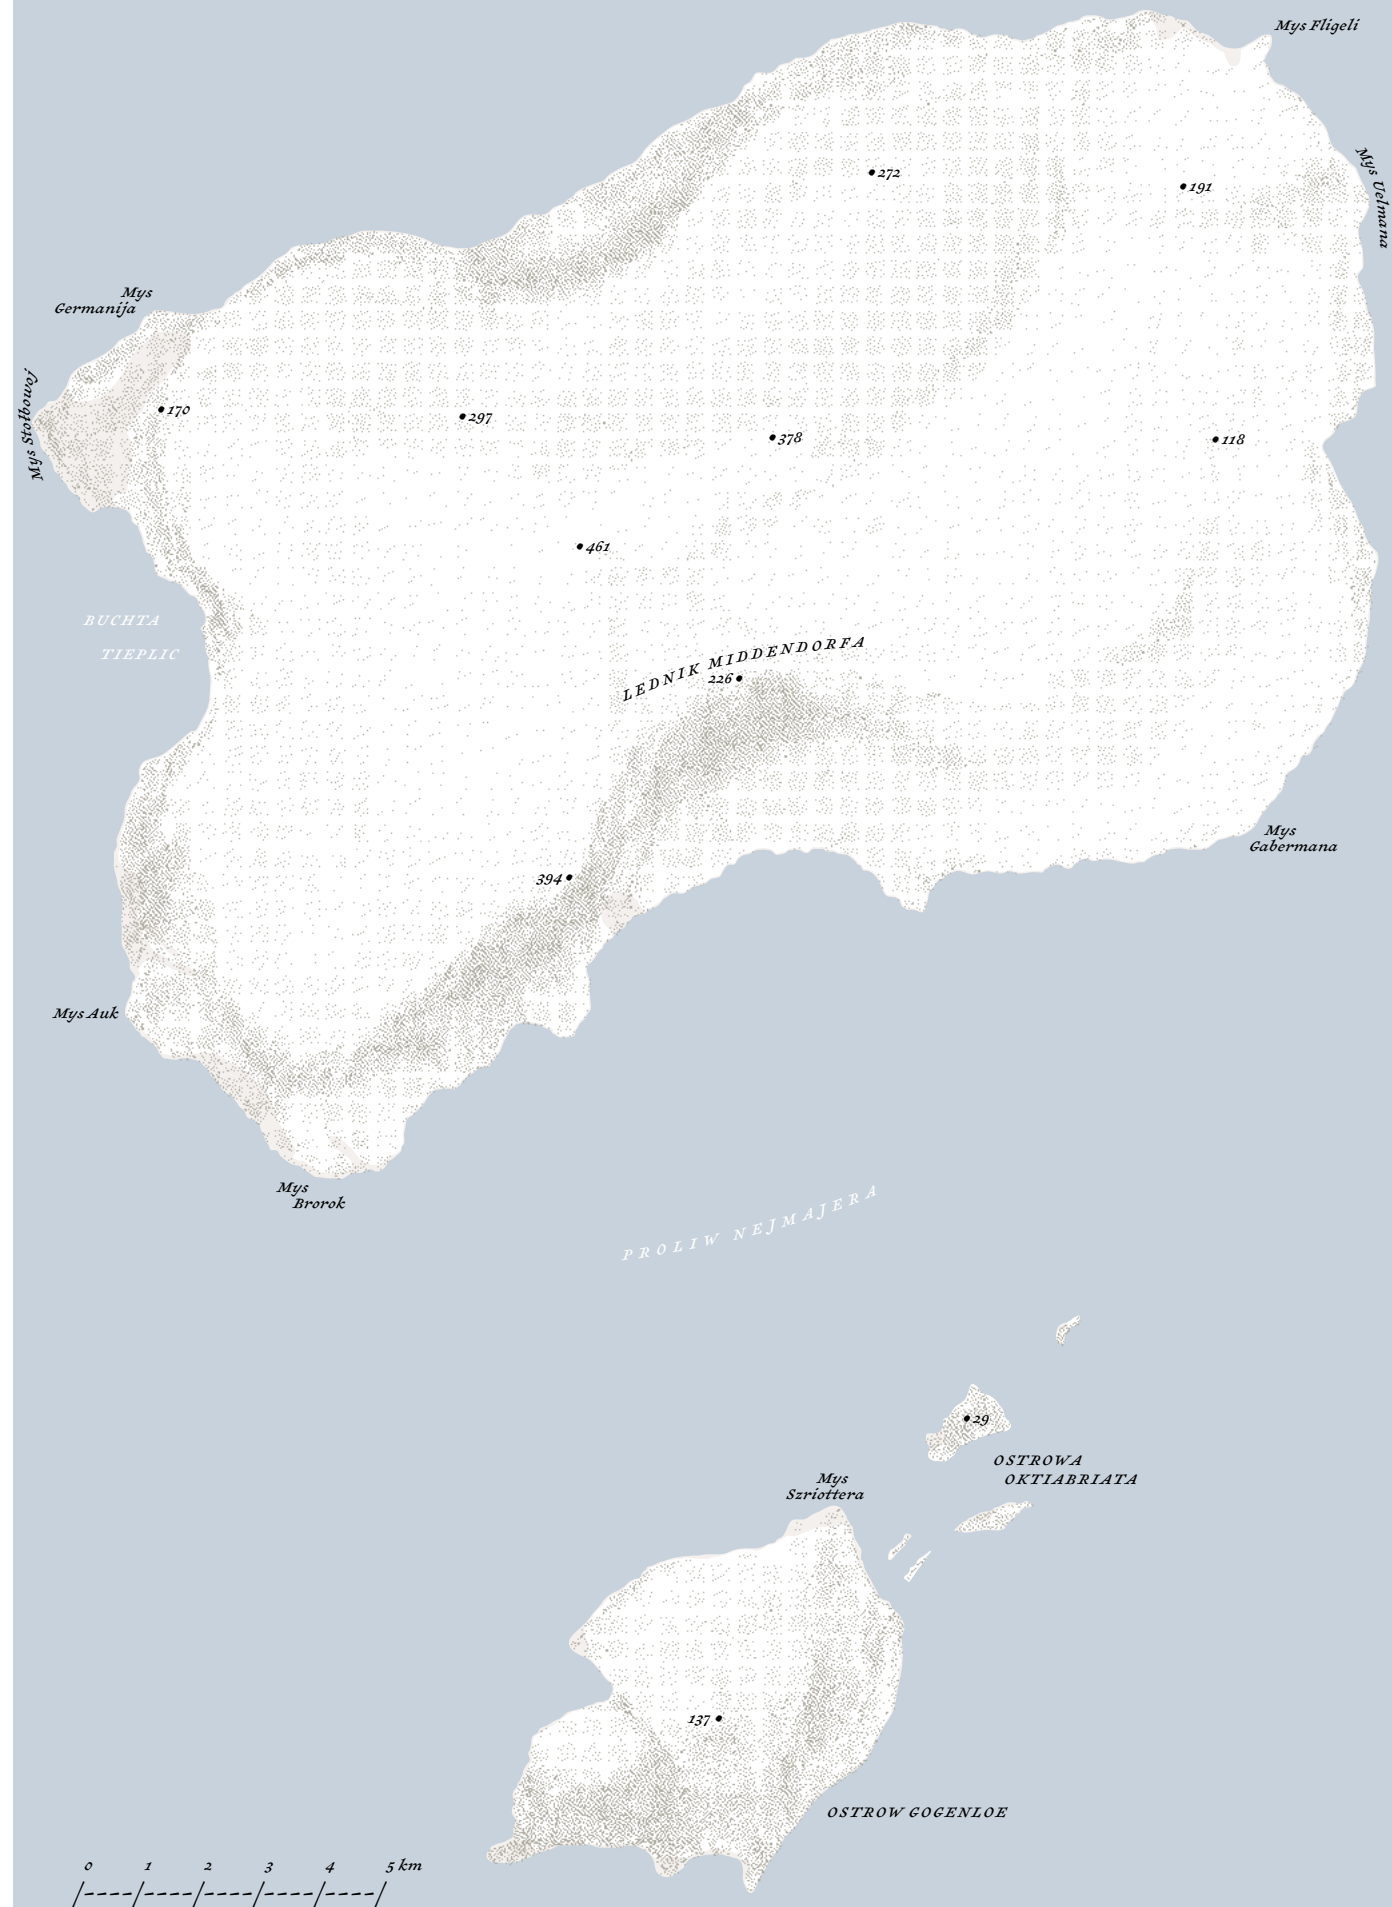 Mys Fligeli
Mys Uelmana
272
191
Mys
Germanija
Mys Stołbowoj
170
297
378
118
461
BUCHTA
TIEPLIC
LEDNIK MIDDENDORFA
226
Mys
Gabermana
394
Mys Auk
Mys
Brorok
PROLIW NEJMAJERA
29
OSTROWA
OKTIABRIATA
Mys
Szriottera
137
OSTROW GOGENLOE
0 1 2 3 4 5 km